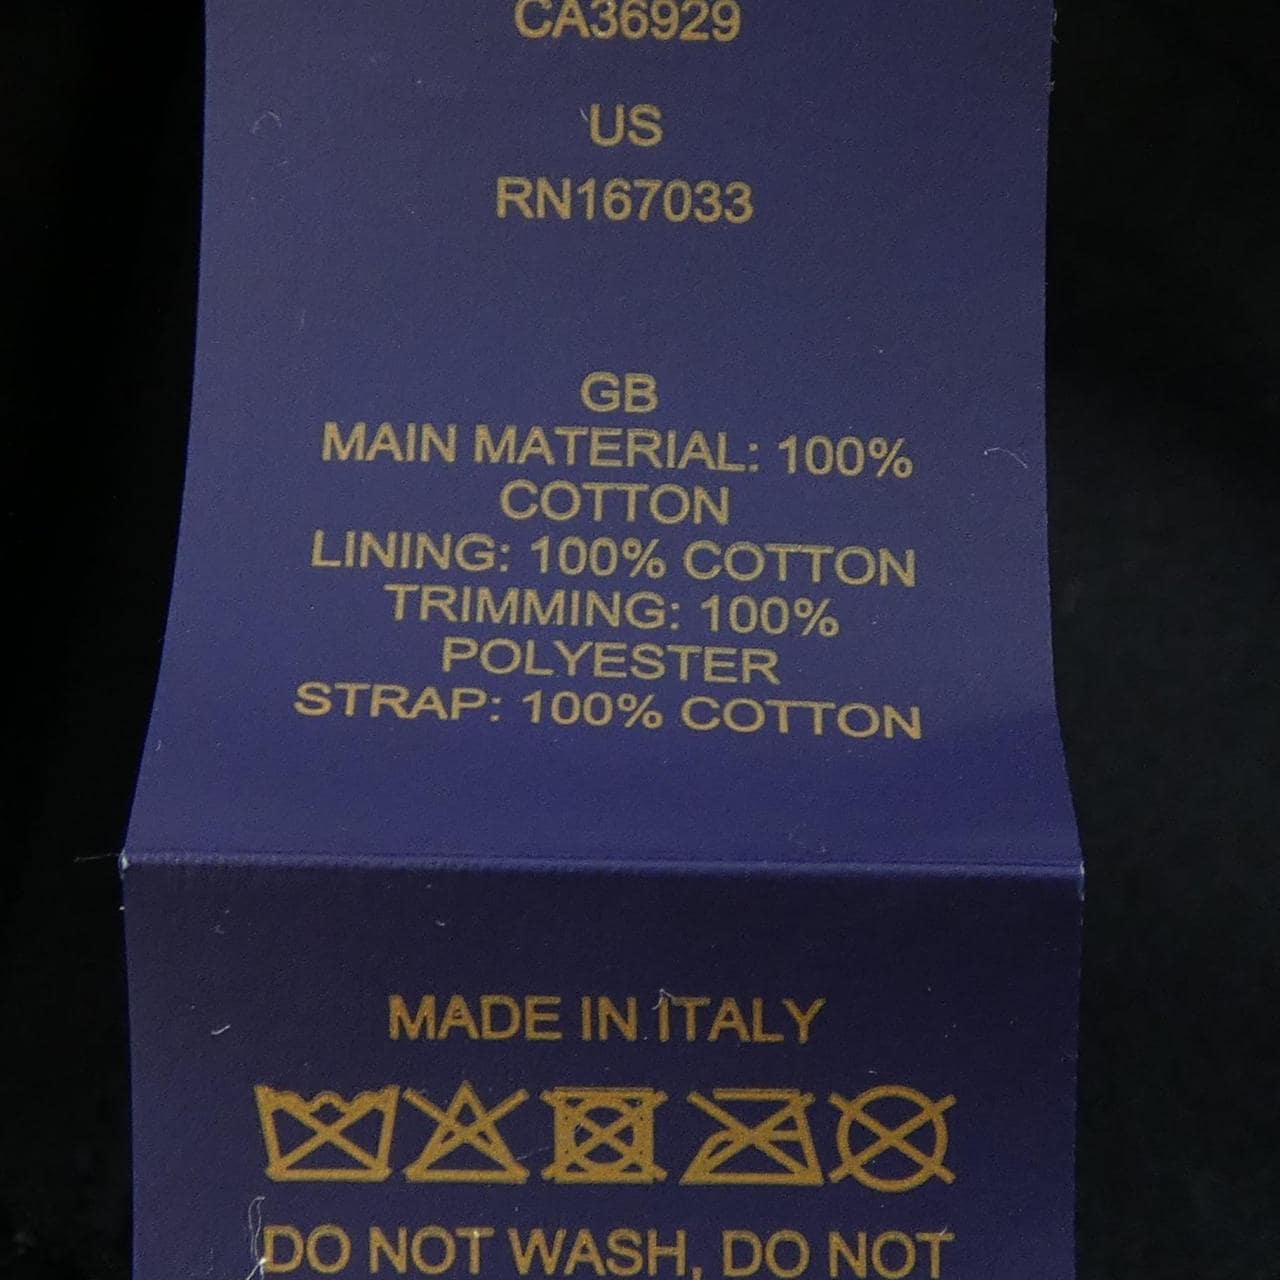 CA36929
US
RN167033
GB
MAIN MATERIAL: 100%
COTTON
LINING: 100% COTTON
TRIMMING: 100%
POLYESTER
STRAP: 100% COTTON
MADE IN ITALY
DO NOT WASH, DO NOT